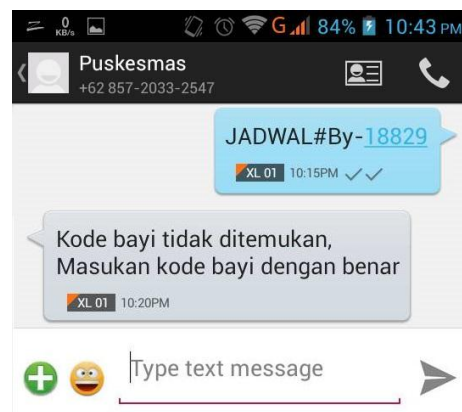 0 KB/s G 84% 10:43 PM
Puskesmas
+62 857-2033-2547
JADWAL#By-18829
XL 01 10:15PM
Kode bayi tidak ditemukan,
Masukan kode bayi dengan benar
XL 01 10:20PM
Type text message